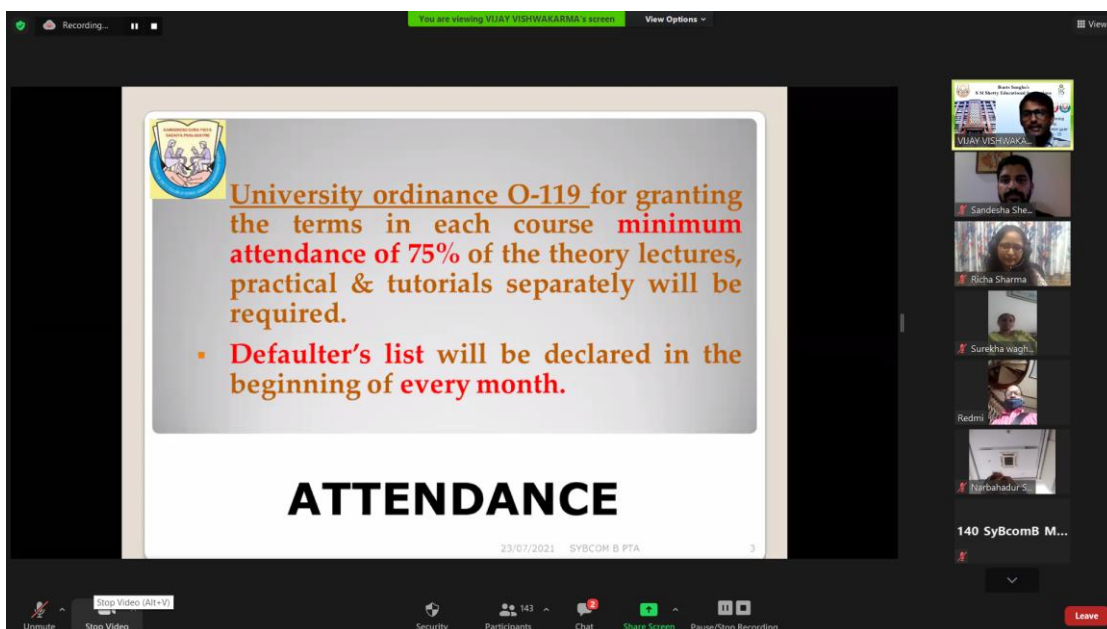 Recording...
You are viewing VIJAY VISHWAKARMA's screen
View Options
View
University ordinance O-119 for granting
the terms in each course minimum
attendance of 75% of the theory lectures,
practical & tutorials separately will be
required.
Defaulter's list will be declared in the
beginning of every month.
ATTENDANCE
23/07/2021 SYBCOM B PTA 3
VIJAY VISHWAKA...
Sandesha She...
Richa Sharma
Surekha wagh...
Redmi
Narbahadur S...
140 SyBcomB M...
Stop Video (Alt+V)
Unmute
Stop Video
Security
143
Participants
2
Chat
Share Screen
Pause/Stop Recording
Leave